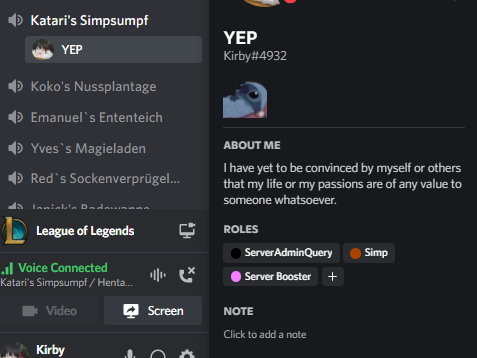 Katari's Simpsumpf
YEP
Koko's Nussplantage
Emanuel`s Ententeich
Yves`s Magieladen
Red`s Sockenverprügel...
Janick's Badewanne
League of Legends
Voice Connected
Katari's Simpsumpf / Henta...
Video
Screen
Kirby
YEP
Kirby#4932
ABOUT ME
I have yet to be convinced by myself or others
that my life or my passions are of any value to
someone whatsoever.
ROLES
ServerAdminQuery
Simp
Server Booster
+
NOTE
Click to add a note